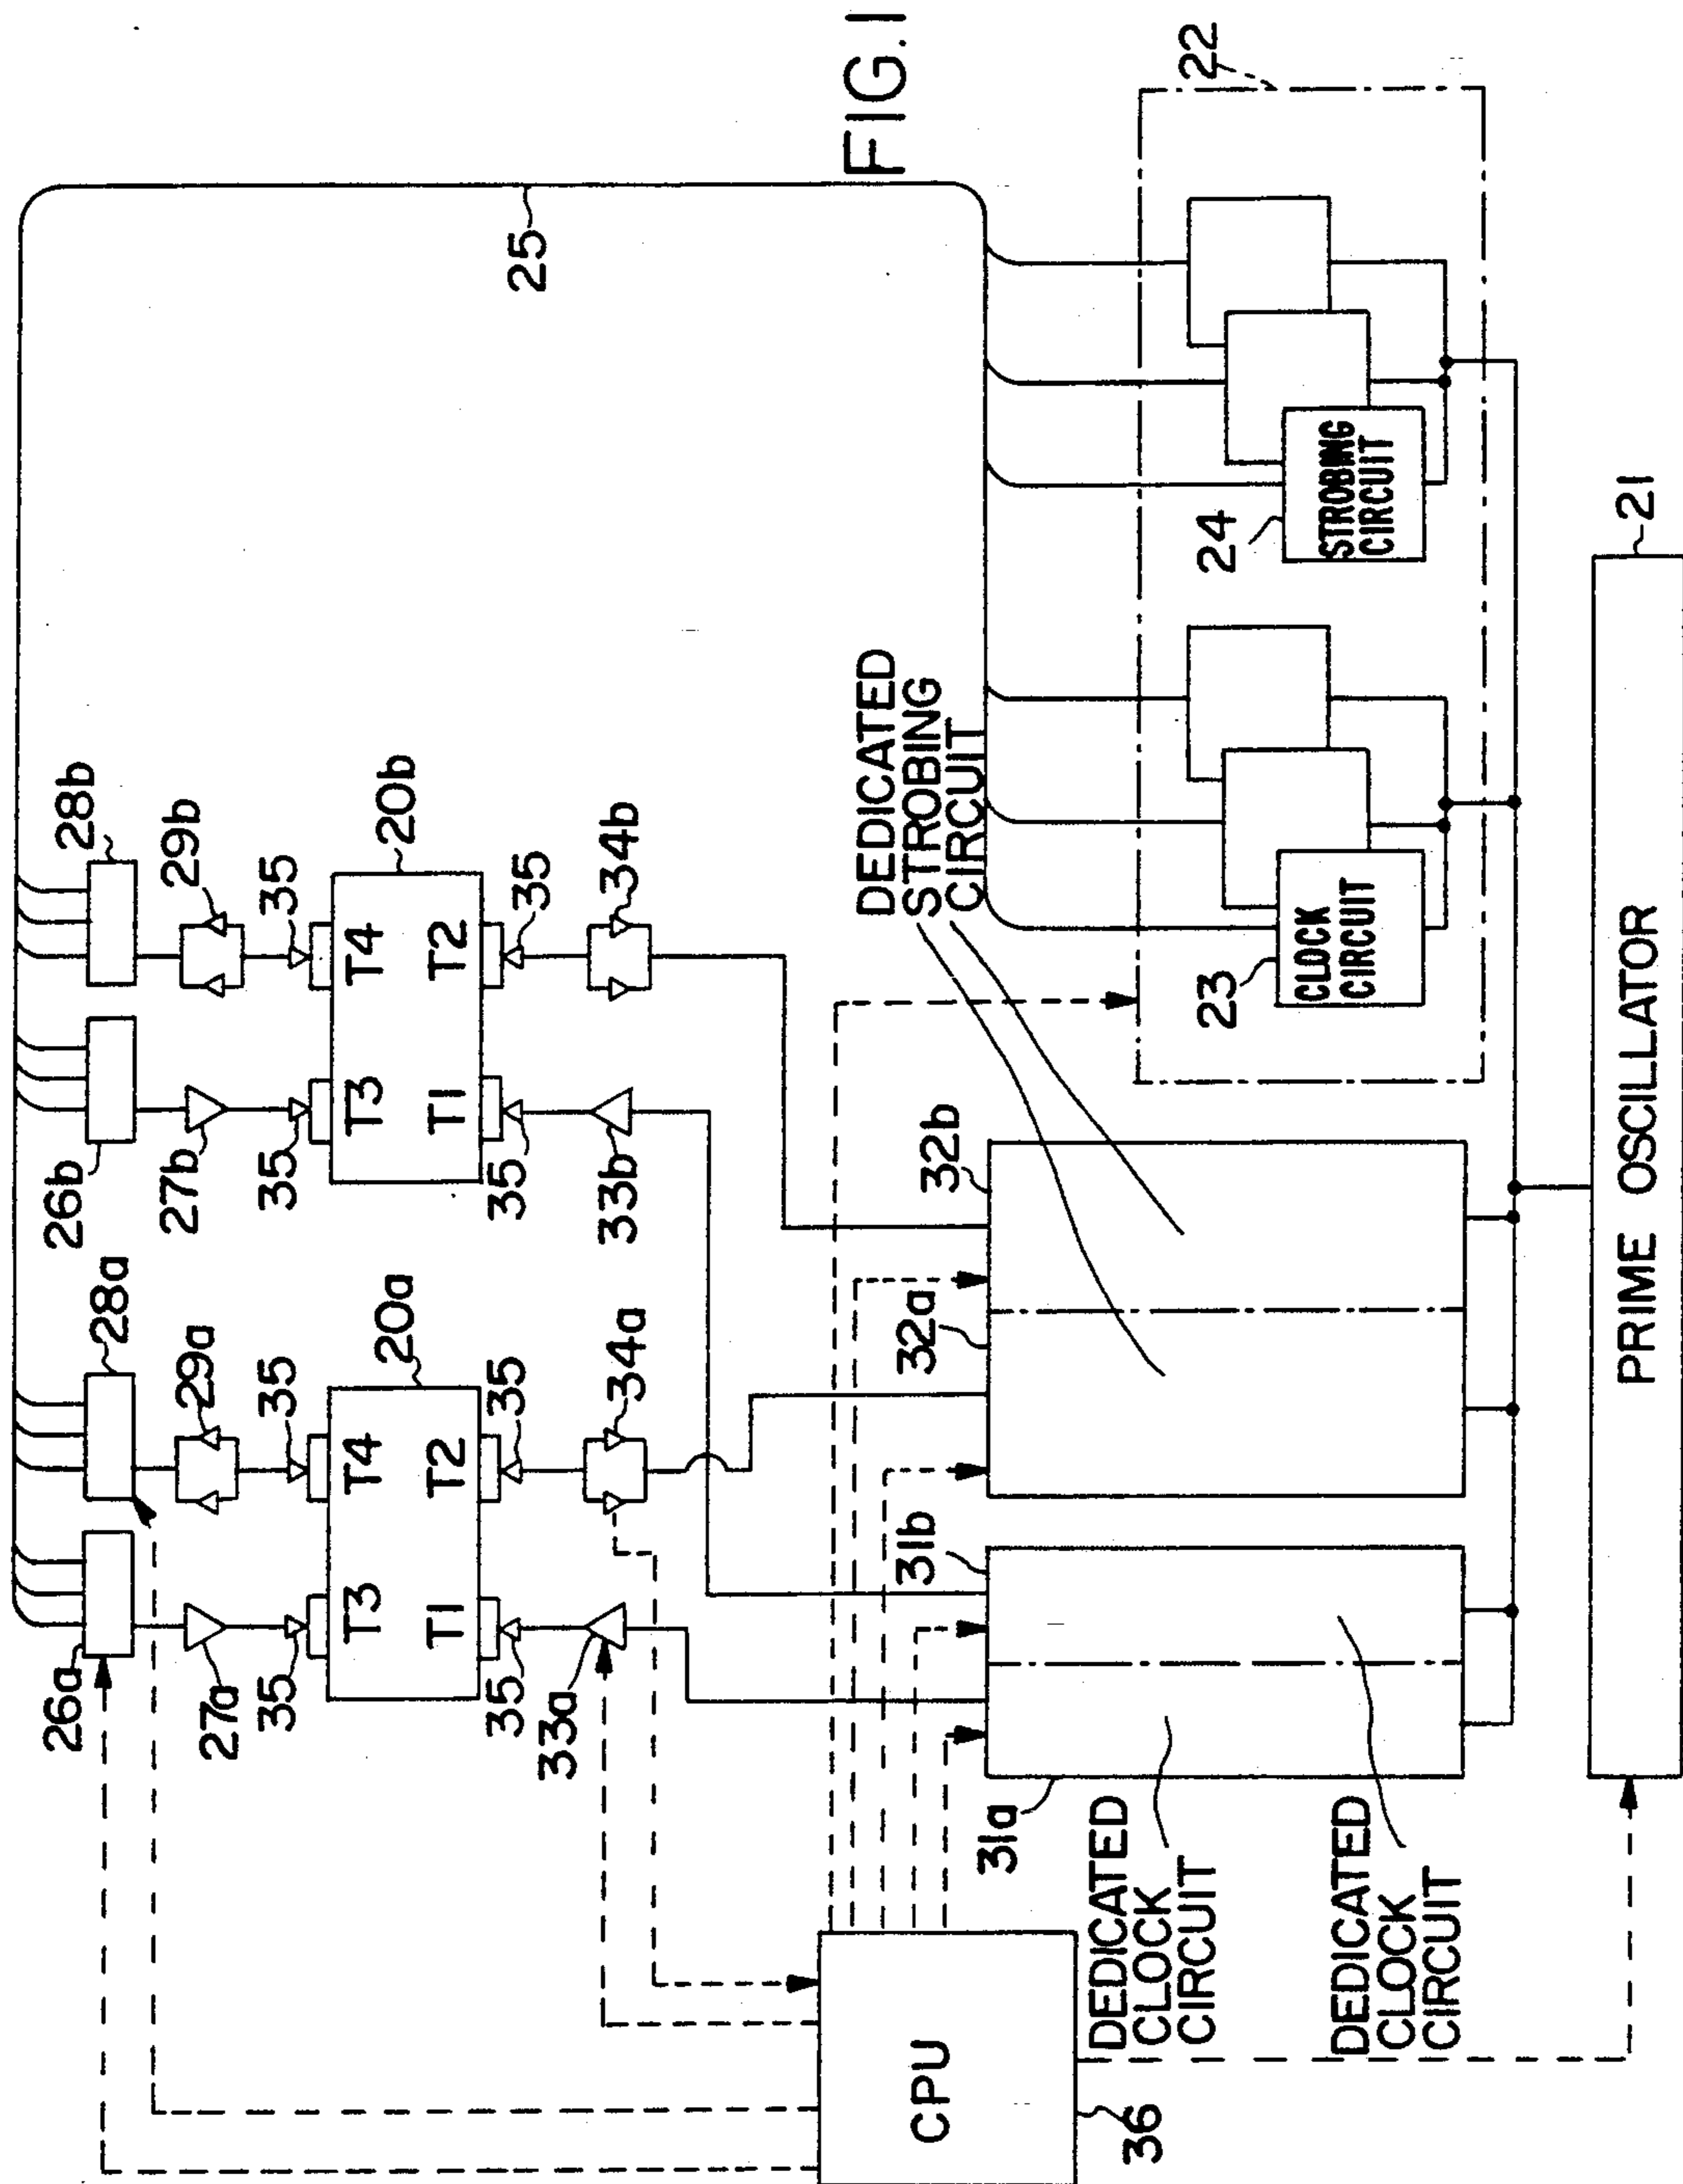 FIG.1
25
28b
29b
35
20b
T4
T2
35
34b
26b
27b
35
T3
T1
35
33b
28a
29a
35
20a
T4
T2
35
34a
26a
27a
35
T3
T1
35
33a
22
24
STROBING
CIRCUIT
23
CLOCK
CIRCUIT
DEDICATED
STROBING
CIRCUIT
32b
32a
31b
31a
DEDICATED
CLOCK
CIRCUIT
DEDICATED
CLOCK
CIRCUIT
CPU
36
PRIME OSCILLATOR
21